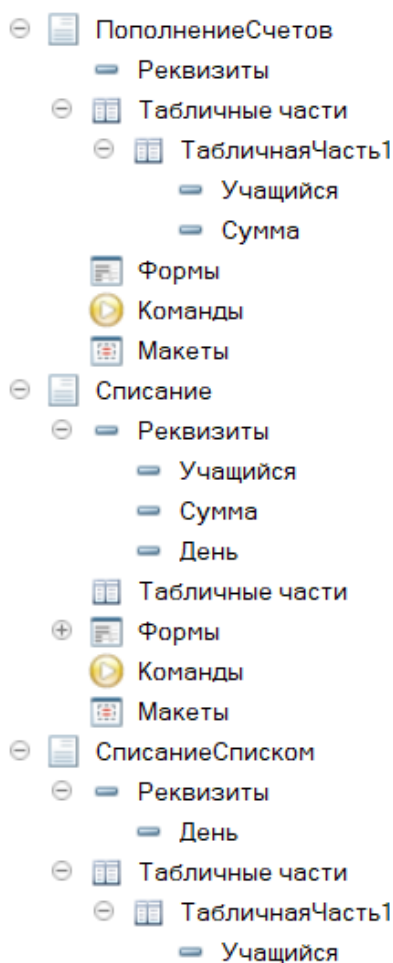 ПополнениеСчетов
Реквизиты
Табличные части
ТабличнаяЧасть1
Учащийся
Сумма
Формы
Команды
Макеты
Списание
Реквизиты
Учащийся
Сумма
День
Табличные части
Формы
Команды
Макеты
СписаниеСписком
Реквизиты
День
Табличные части
ТабличнаяЧасть1
Учащийся